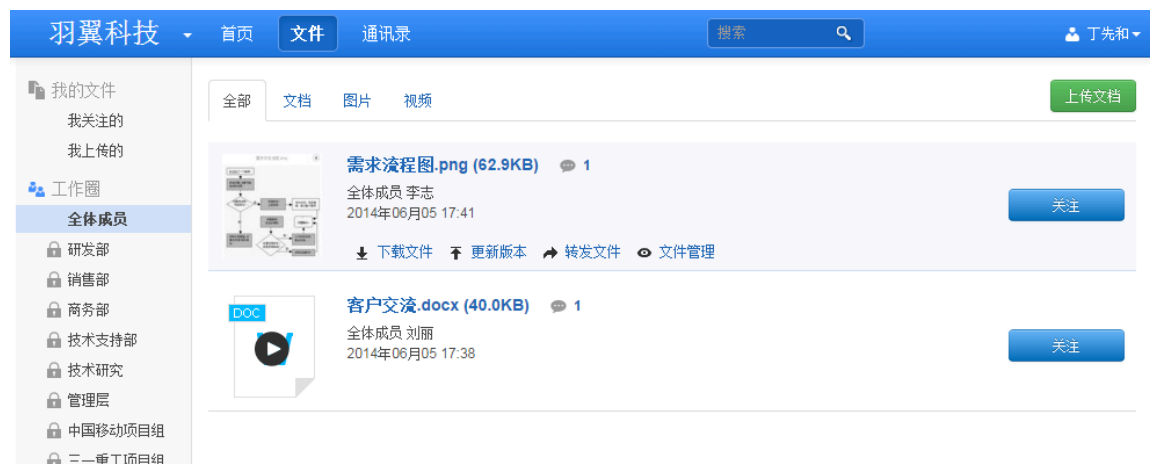 羽翼科技 首页 文件 通讯录 搜索 丁先和
我的文件
我关注的
我上传的
工作圈
全体成员
研发部
销售部
商务部
技术支持部
技术研究
管理层
中国移动项目组
三一重工项目组
全部 文档 图片 视频 上传文档
需求流程图.png (62.9KB) 1
全体成员 李志
2014年06月05 17:41
关注
下载文件 更新版本 转发文件 文件管理
DOC
客户交流.docx (40.0KB) 1
全体成员 刘丽
2014年06月05 17:38
关注